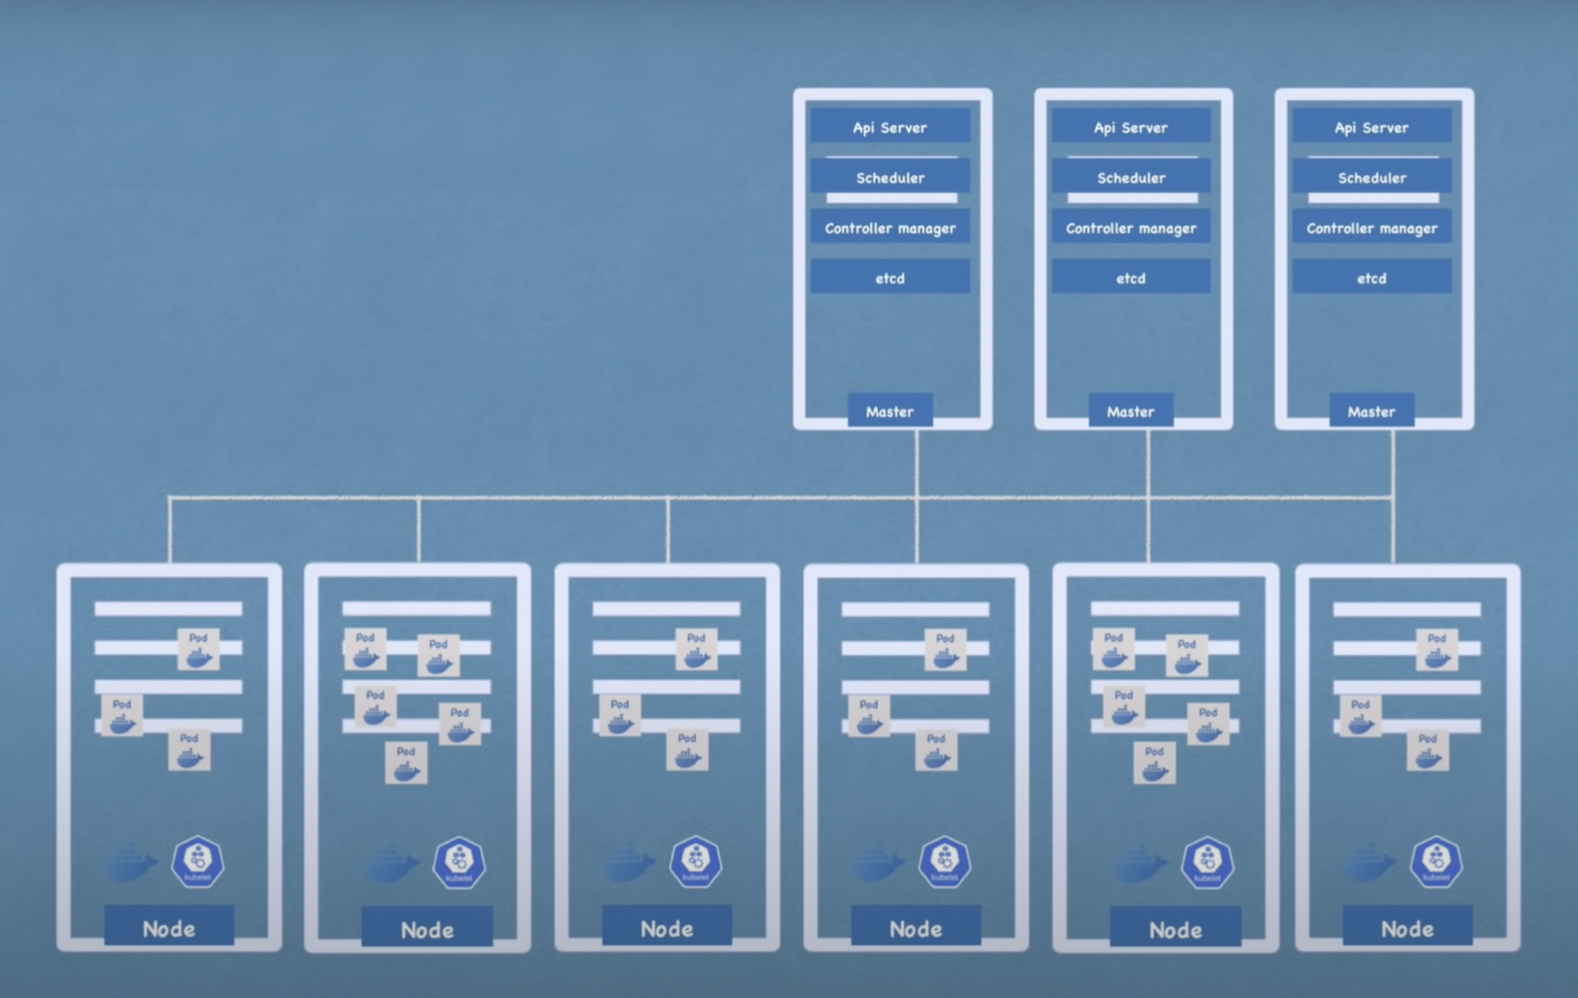 Api Server
Scheduler
Controller manager
etcd
Master
Api Server
Scheduler
Controller manager
etcd
Master
Api Server
Scheduler
Controller manager
etcd
Master
Pod
Pod
Pod
kubelet
Node
Pod
Pod
Pod
Pod
Pod
kubelet
Node
Pod
Pod
Pod
kubelet
Node
Pod
Pod
Pod
kubelet
Node
Pod
Pod
Pod
Pod
Pod
kubelet
Node
Pod
Pod
Pod
kubelet
Node